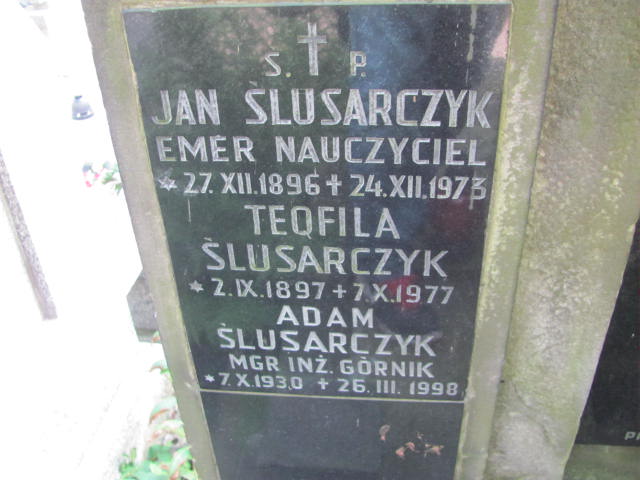 Ś. P.
JAN ŚLUSARCZYK
EMER NAUCZYCIEL
* 27. XII. 1896 + 24. XII. 1973
TEOFILA
ŚLUSARCZYK
* 2. IX. 1897 + 7. X. 1977
ADAM
ŚLUSARCZYK
MGR INŻ. GÓRNIK
* 7. X. 1930 + 26. III. 1998